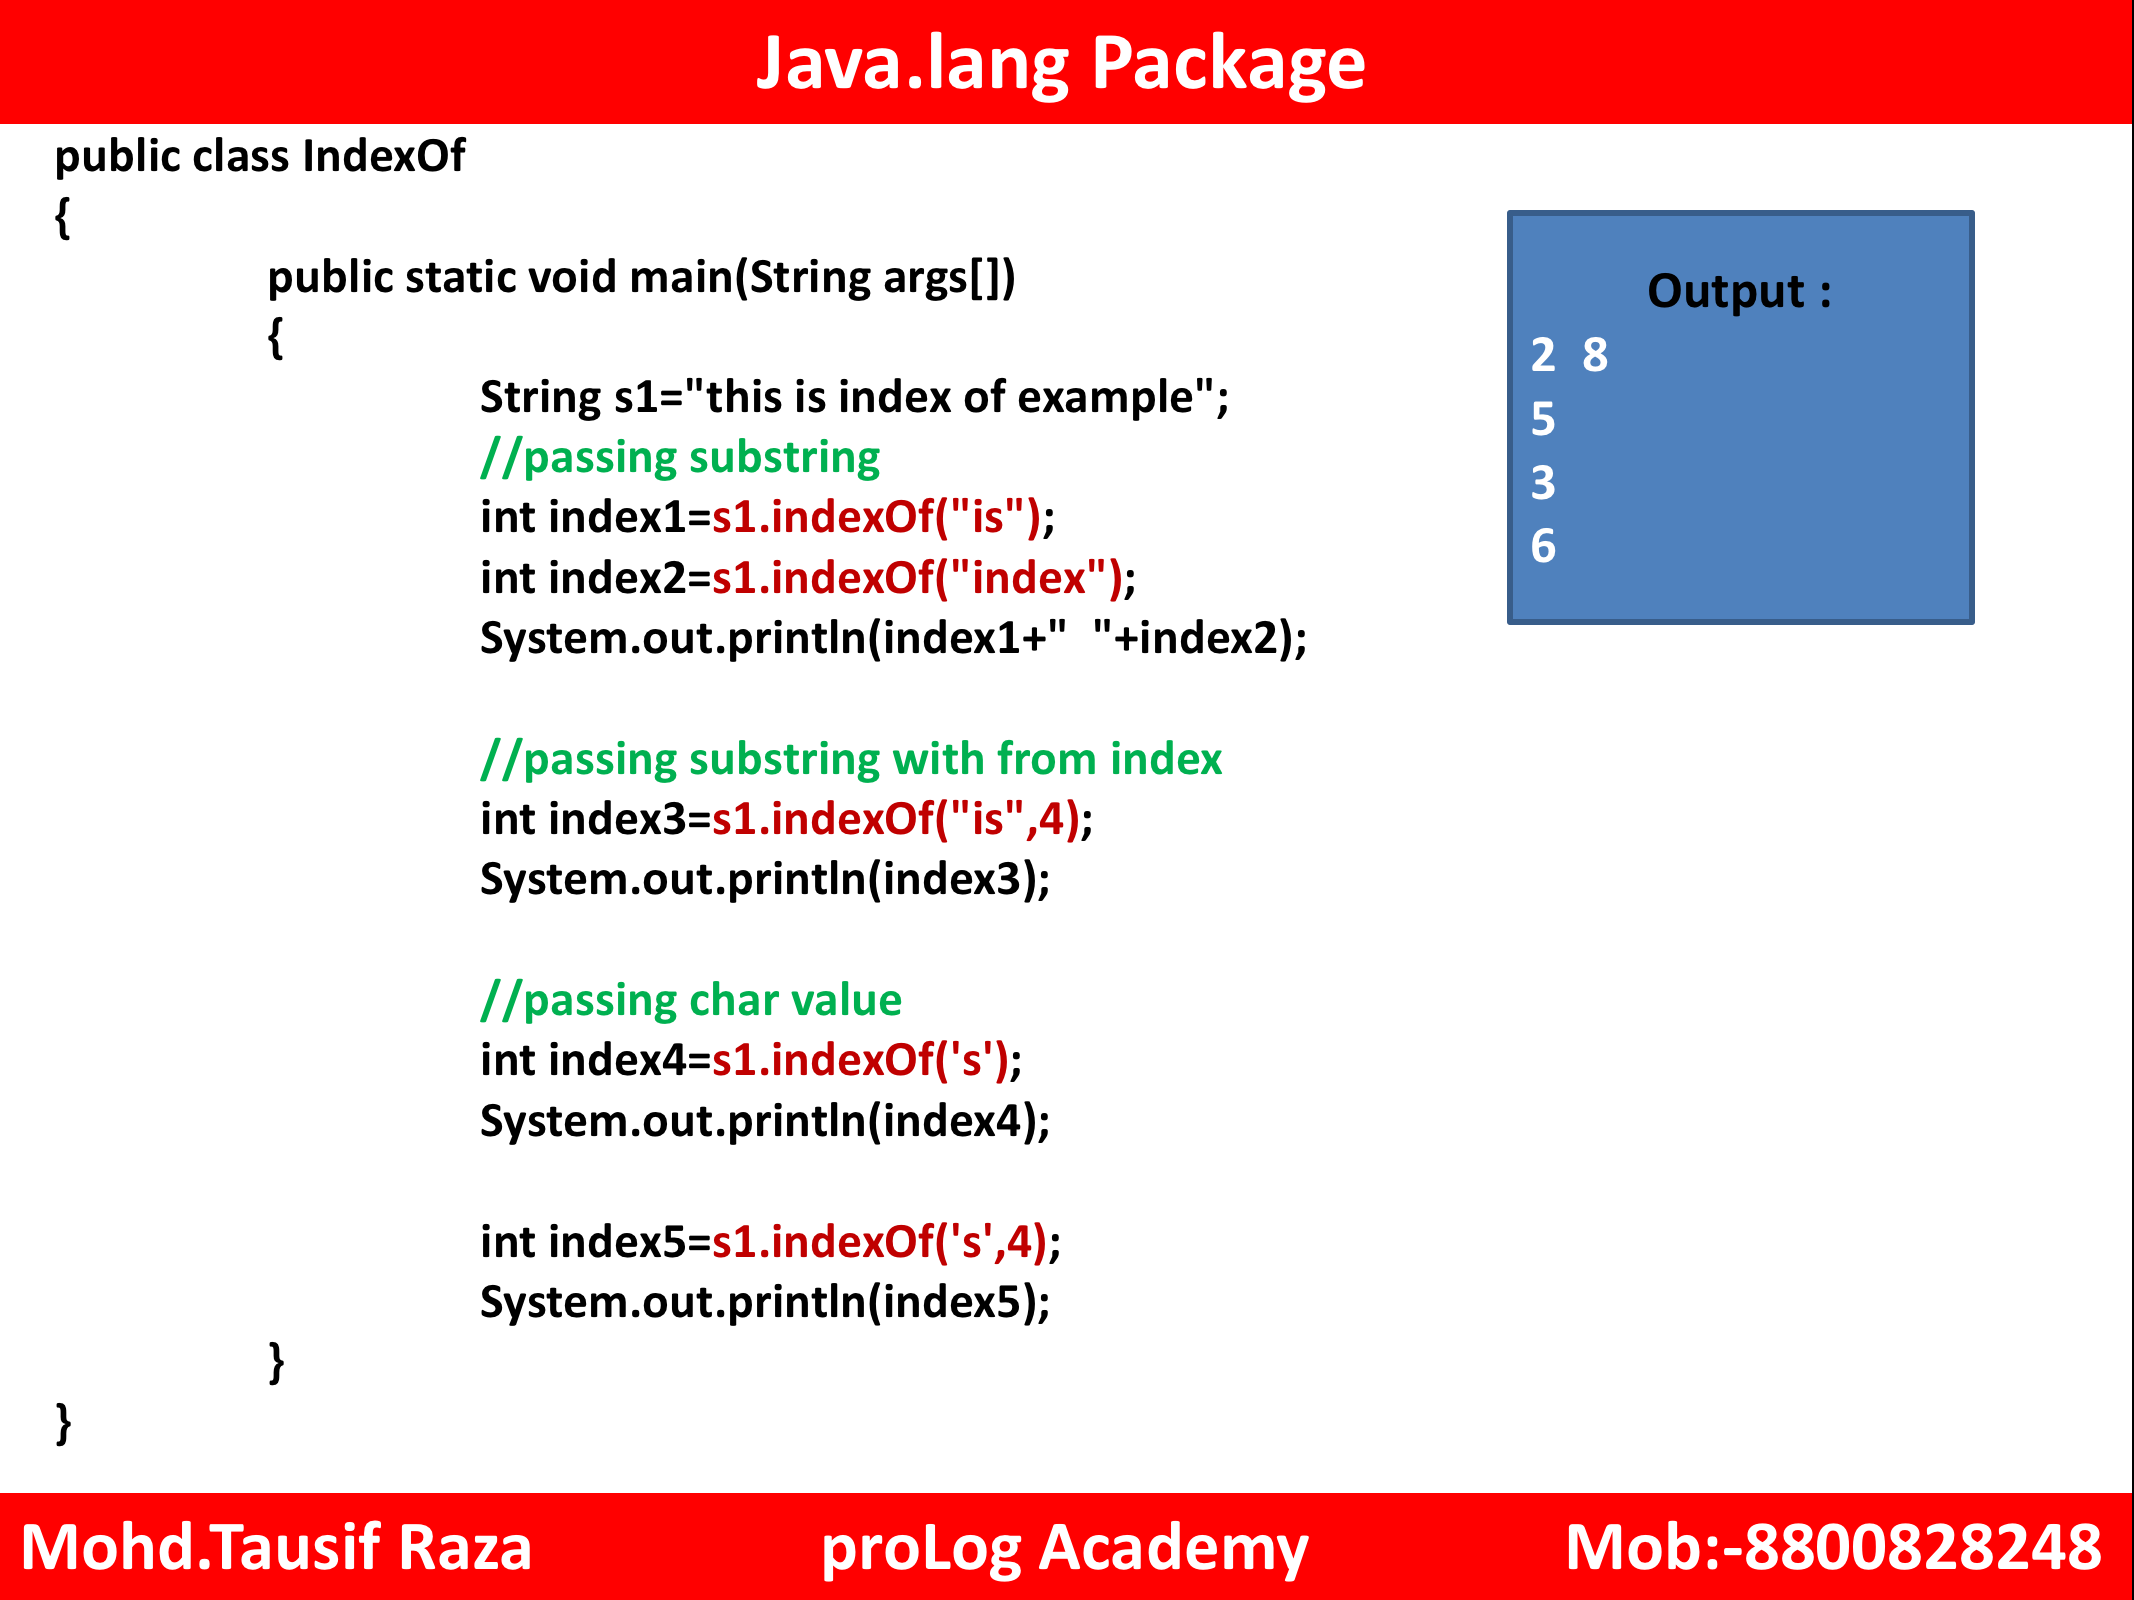 Java.lang Package
public class IndexOf
{
public static void main(String args[])
{
String s1="this is index of example";
//passing substring
int index1=s1.indexOf("is");
int index2=s1.indexOf("index");
System.out.println(index1+"  "+index2);
//passing substring with from index
int index3=s1.indexOf("is",4);
System.out.println(index3);
//passing char value
int index4=s1.indexOf('s');
System.out.println(index4);
int index5=s1.indexOf('s',4);
System.out.println(index5);
}
}
Output :
2  8
5
3
6
Mohd.Tausif Raza proLog Academy Mob:-8800828248